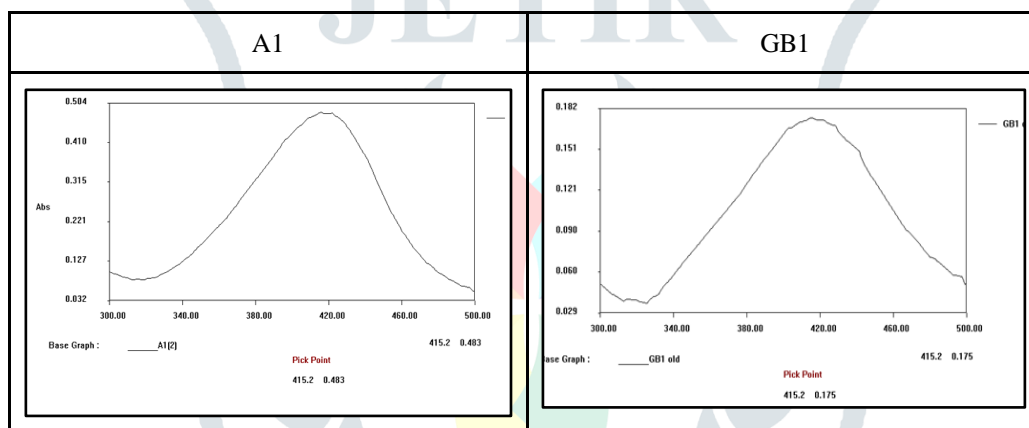 JETIR
A1
GB1
0.504
0.410
0.315
Abs
0.221
0.127
0.032
300.00 340.00 380.00 420.00 460.00 500.00
Base Graph : ____A1[2]
415.2 0.483
Pick Point
415.2 0.483
0.182
GB1 o
0.151
0.121
0.090
0.060
0.029
300.00 340.00 380.00 420.00 460.00 500.00
ase Graph : ____GB1 old
415.2 0.175
Pick Point
415.2 0.175